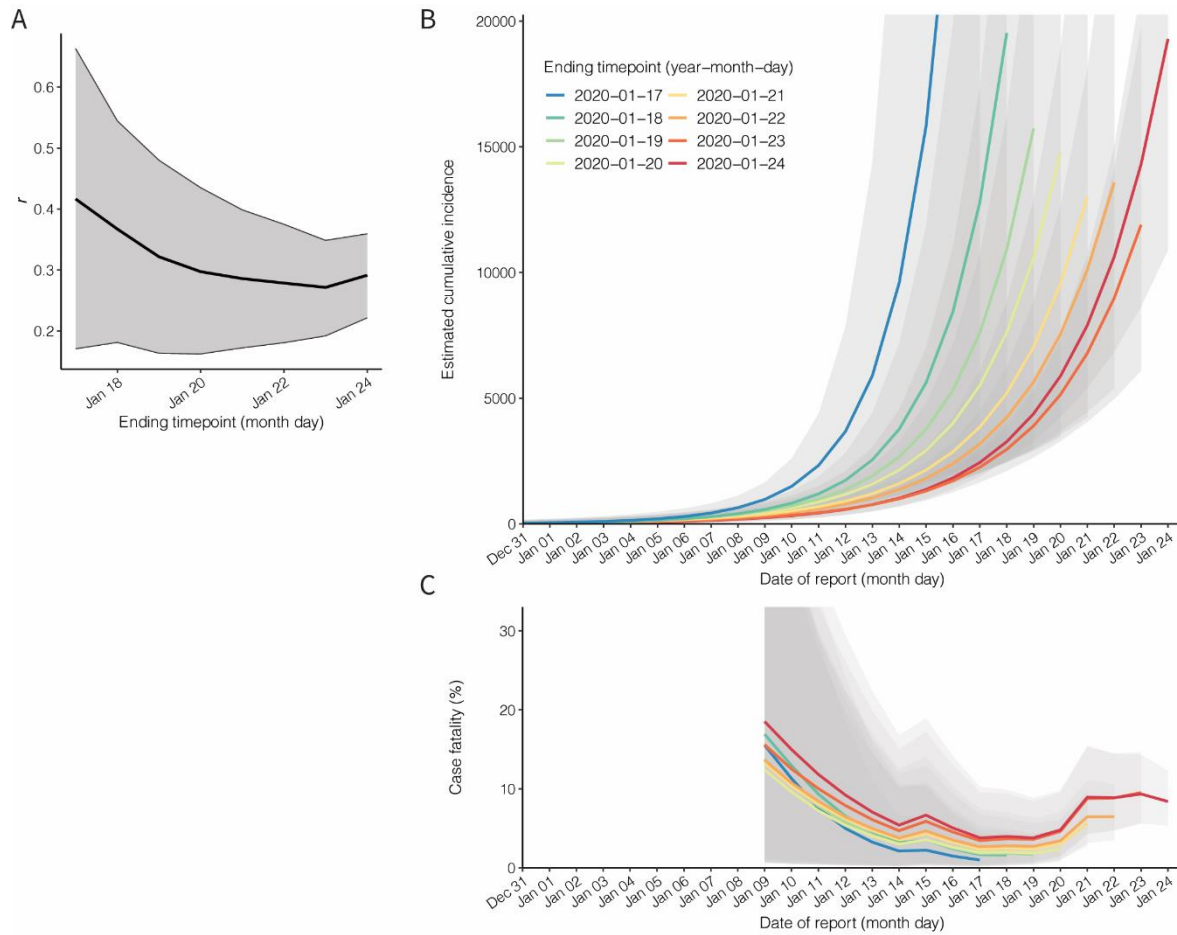 A
r
0.6
0.5
0.4
0.3
0.2
Jan 18
Jan 20
Jan 22
Jan 24
Ending timepoint (month day)
B
Estimated cumulative incidence
20000
15000
10000
5000
0
Ending timepoint (year−month−day)
2020−01−17 2020−01−21
2020−01−18 2020−01−22
2020−01−19 2020−01−23
2020−01−20 2020−01−24
Dec 31
Jan 01
Jan 02
Jan 03
Jan 04
Jan 05
Jan 06
Jan 07
Jan 08
Jan 09
Jan 10
Jan 11
Jan 12
Jan 13
Jan 14
Jan 15
Jan 16
Jan 17
Jan 18
Jan 19
Jan 20
Jan 21
Jan 22
Jan 23
Jan 24
Date of report (month day)
C
Case fatality (%)
30
20
10
0
Dec 31
Jan 01
Jan 02
Jan 03
Jan 04
Jan 05
Jan 06
Jan 07
Jan 08
Jan 09
Jan 10
Jan 11
Jan 12
Jan 13
Jan 14
Jan 15
Jan 16
Jan 17
Jan 18
Jan 19
Jan 20
Jan 21
Jan 22
Jan 23
Jan 24
Date of report (month day)